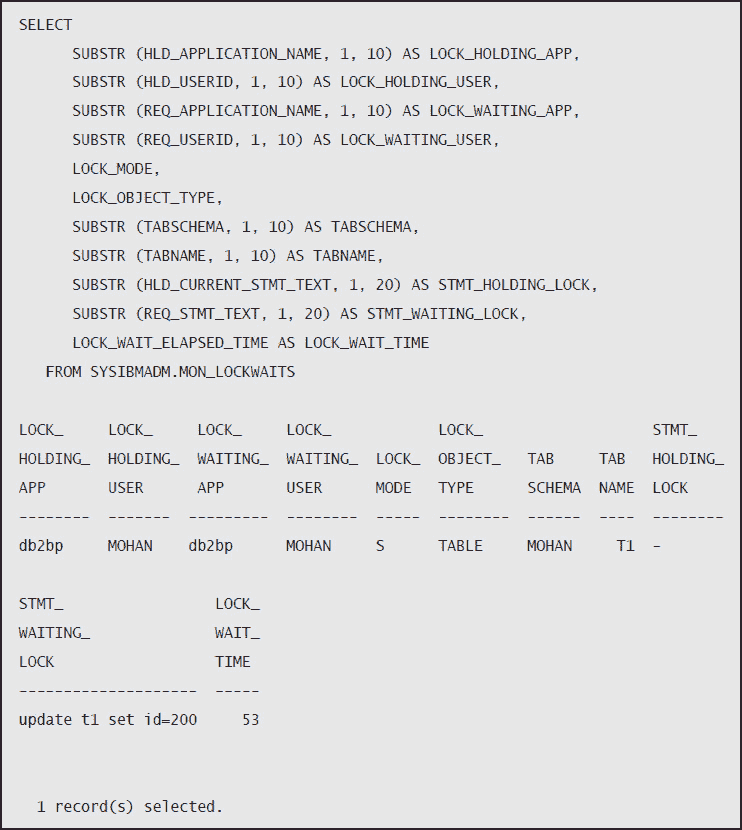 SELECT
SUBSTR (HLD_APPLICATION_NAME, 1, 10) AS LOCK_HOLDING_APP,
SUBSTR (HLD_USERID, 1, 10) AS LOCK_HOLDING_USER,
SUBSTR (REQ_APPLICATION_NAME, 1, 10) AS LOCK_WAITING_APP,
SUBSTR (REQ_USERID, 1, 10) AS LOCK_WAITING_USER,
LOCK_MODE,
LOCK_OBJECT_TYPE,
SUBSTR (TABSCHEMA, 1, 10) AS TABSCHEMA,
SUBSTR (TABNAME, 1, 10) AS TABNAME,
SUBSTR (HLD_CURRENT_STMT_TEXT, 1, 20) AS STMT_HOLDING_LOCK,
SUBSTR (REQ_STMT_TEXT, 1, 20) AS STMT_WAITING_LOCK,
LOCK_WAIT_ELAPSED_TIME AS LOCK_WAIT_TIME
FROM SYSIBMADM.MON_LOCKWAITS
LOCK_ LOCK_ LOCK_ LOCK_ LOCK_ STMT_
HOLDING_ HOLDING_ WAITING_ WAITING_ LOCK_ OBJECT_ TAB TAB HOLDING_
APP USER APP USER MODE TYPE SCHEMA NAME LOCK
-------- ------- --------- -------- ----- -------- ------ ---- --------
db2bp MOHAN db2bp MOHAN S TABLE MOHAN T1 -
STMT_ LOCK_
WAITING_ WAIT_
LOCK TIME
-------------------- -----
update t1 set id=200 53
1 record(s) selected.